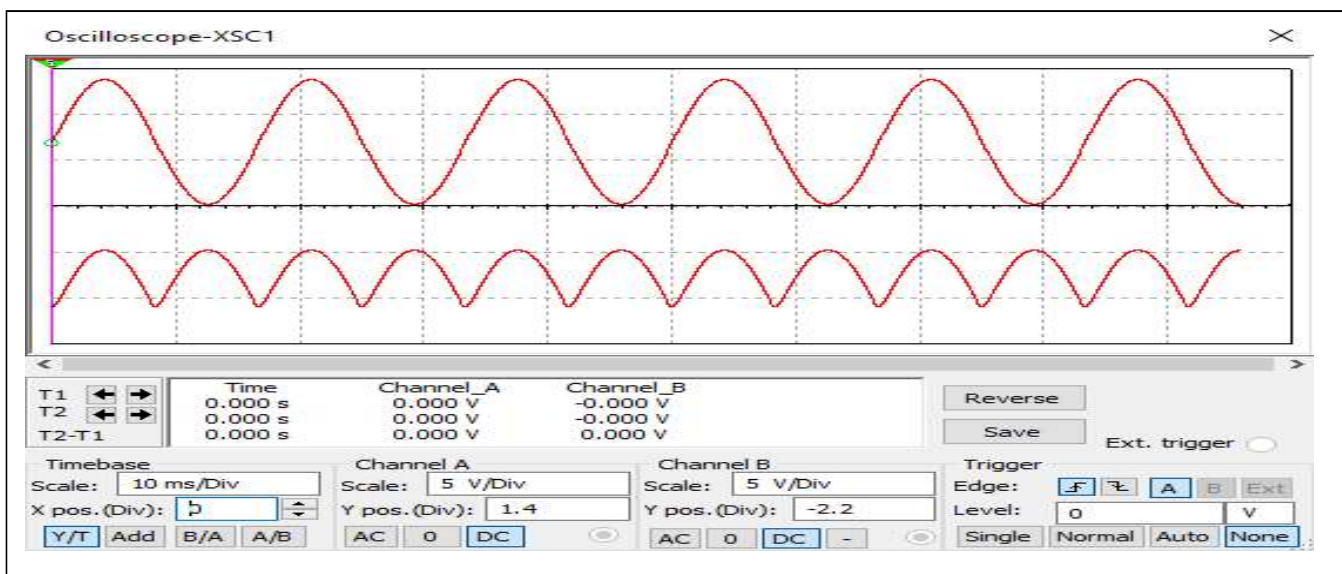 Oscilloscope-XSC1
T1
T2
T2-T1
Time Channel_A Channel_B
0.000 s 0.000 V -0.000 V
0.000 s 0.000 V -0.000 V
0.000 s 0.000 V 0.000 V
Reverse
Save
Ext. trigger
Timebase
Scale: 10 ms/Div
X pos.(Div):
Y/T Add B/A A/B
Channel A
Scale: 5 V/Div
Y pos.(Div): 1.4
AC 0 DC
Channel B
Scale: 5 V/Div
Y pos.(Div): -2.2
AC 0 DC -
Trigger
Edge: A B Ext
Level: 0 V
Single Normal Auto None